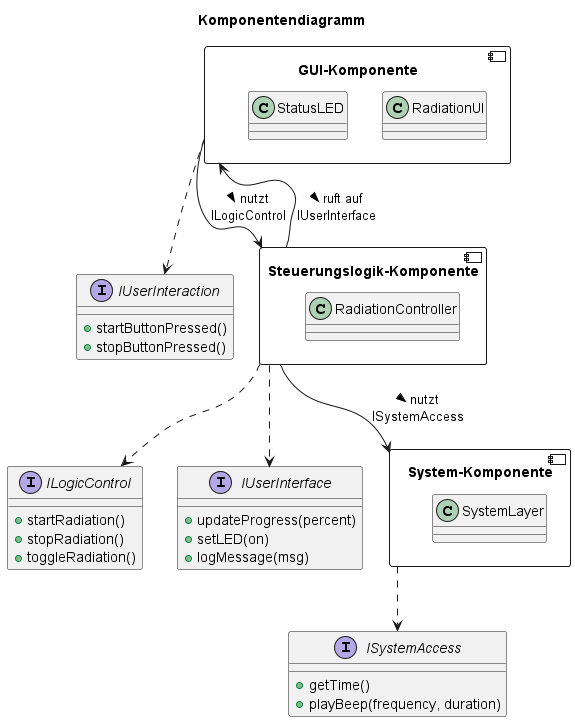 Komponentendiagramm
GUI-Komponente
C StatusLED
C RadiationUI
nutzt
ILogicControl
ruft auf
IUserInterface
I IUserInteraction
startButtonPressed()
stopButtonPressed()
Steuerungslogik-Komponente
C RadiationController
nutzt
ISystemAccess
I ILogicControl
startRadiation()
stopRadiation()
toggleRadiation()
I IUserInterface
updateProgress(percent)
setLED(on)
logMessage(msg)
System-Komponente
C SystemLayer
I ISystemAccess
getTime()
playBeep(frequency, duration)